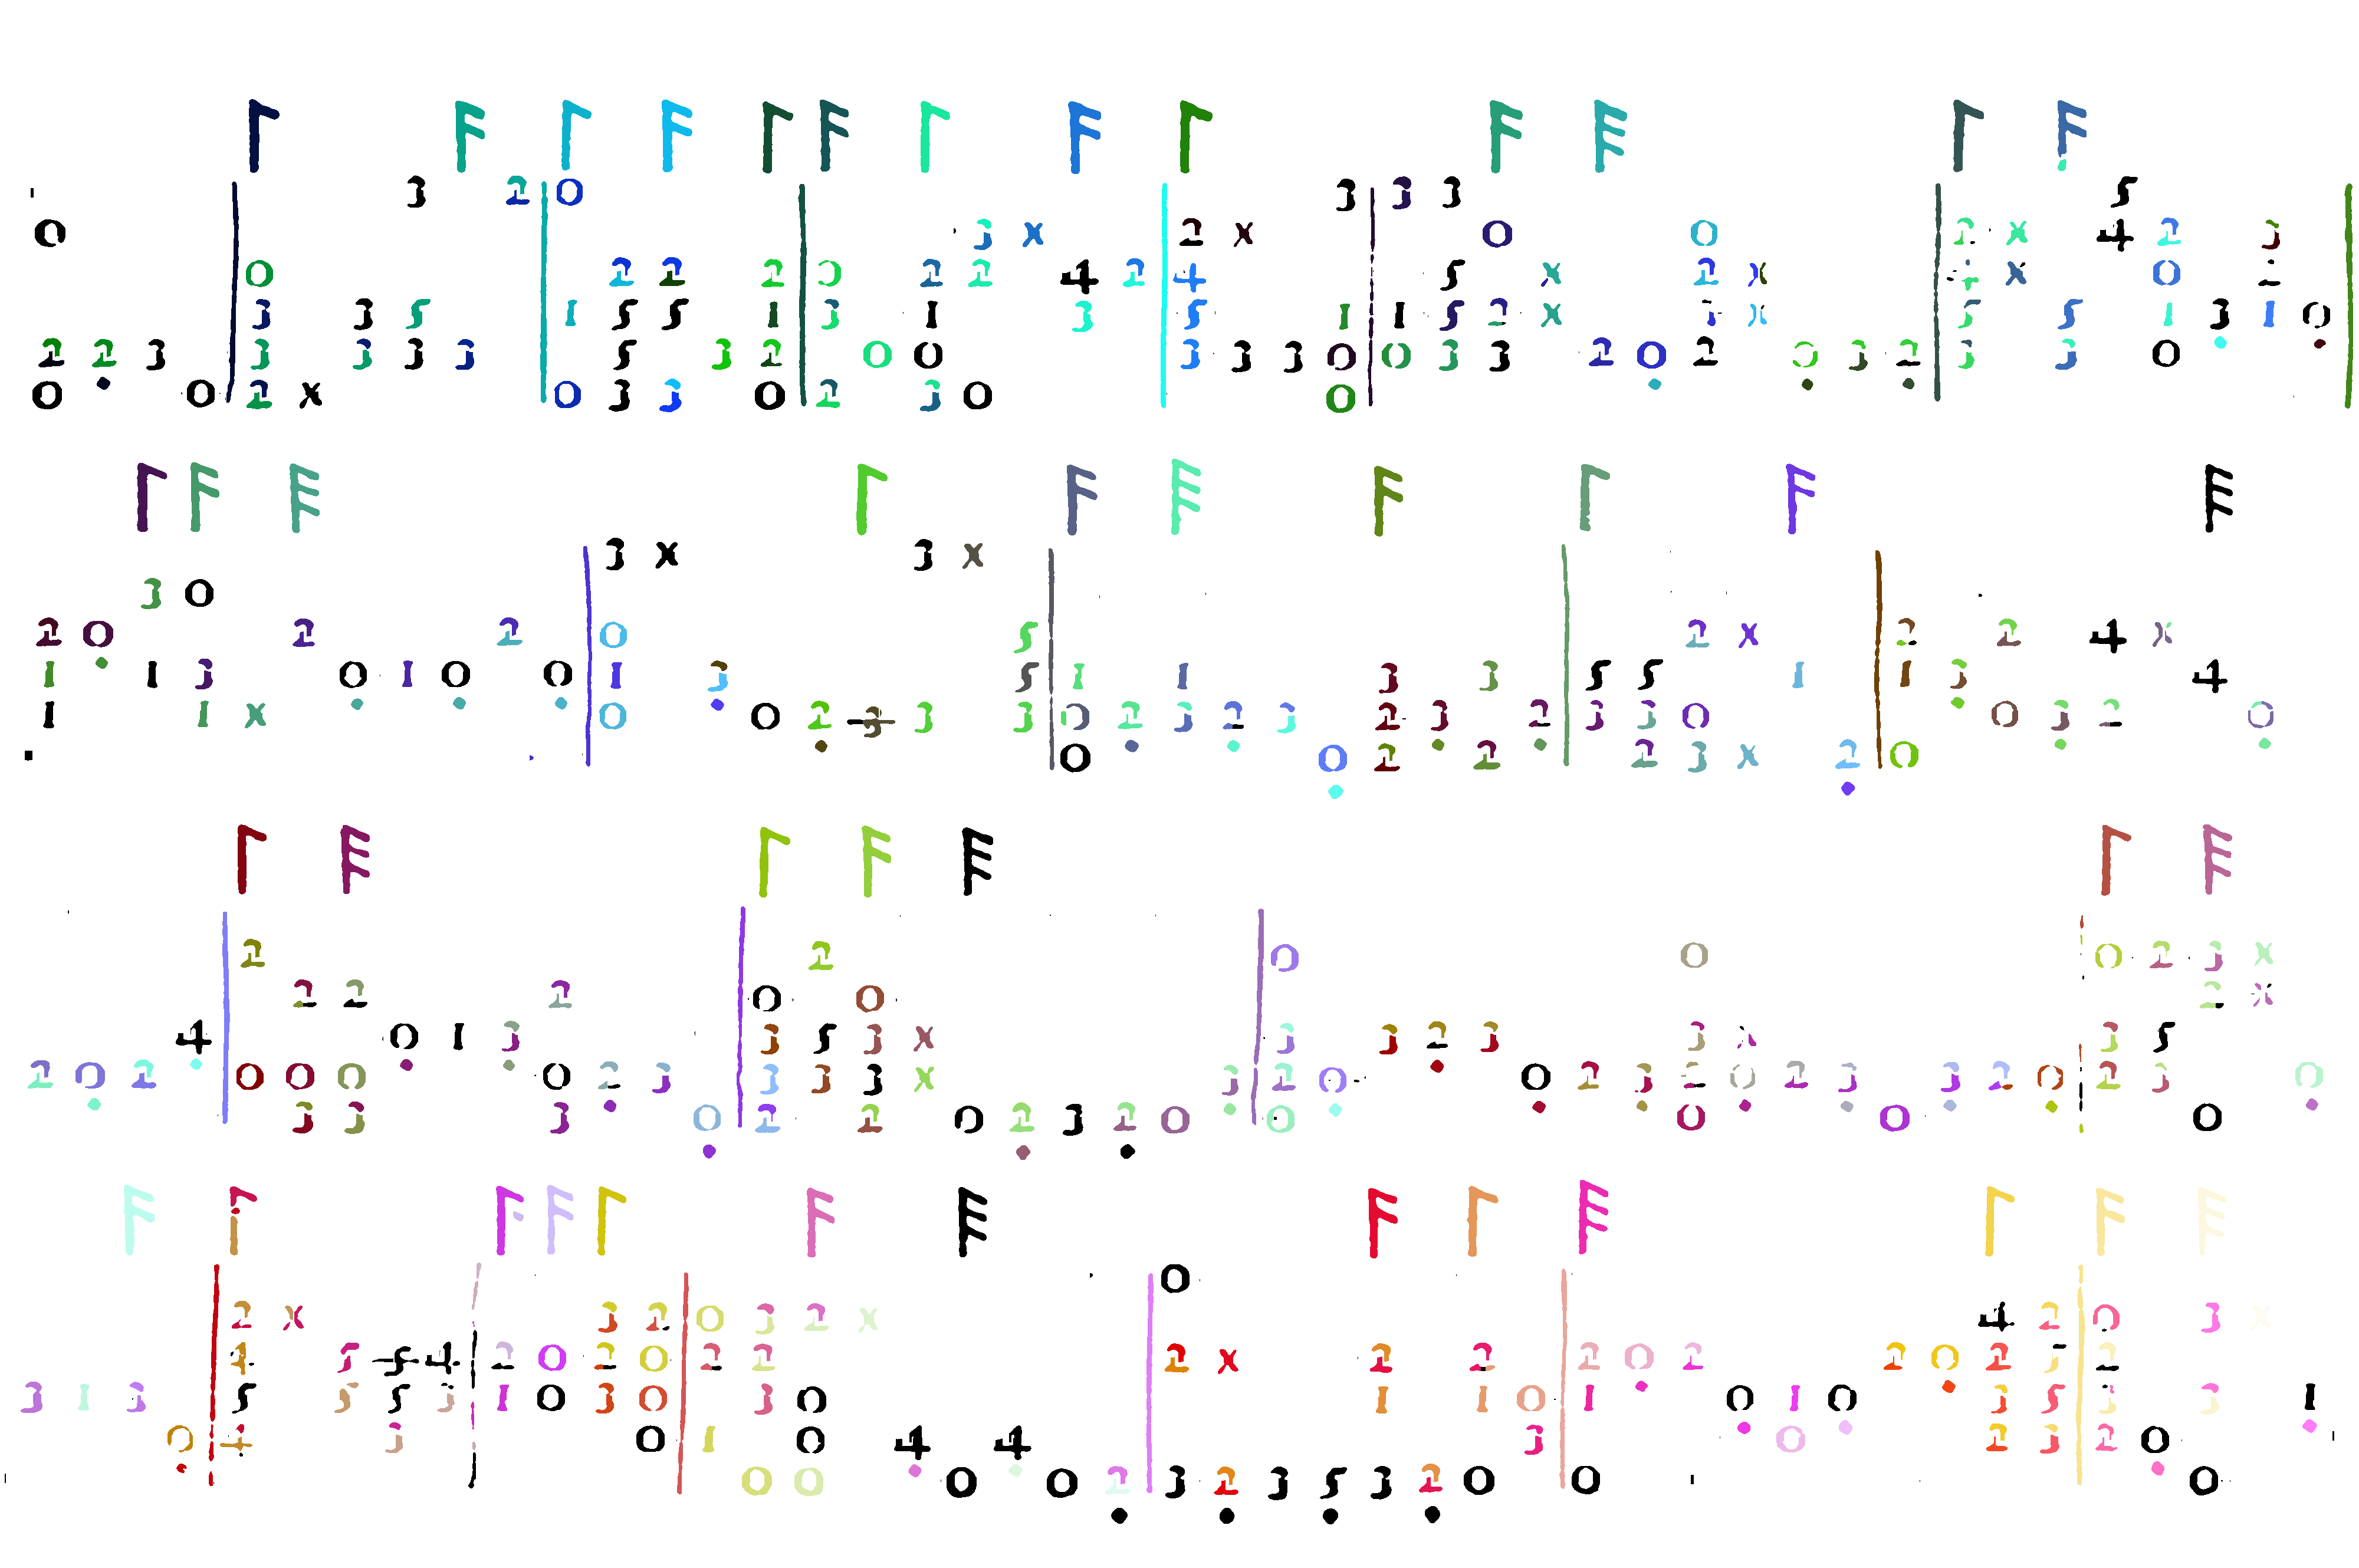 3 2 0 3 3 3 5
0 3 x 2 x 0 0 2 x 4 2 3
0 2 2 2 0 2 2 4 2 4 5 x 2 x 4 x 0 2
3 3 5 1 5 5 1 3 1 3 5 1 1 5 2 x 3 x 5 5 1 3 1 0
2 2 3 3 3 3 3 5 3 2 0 0 3 3 3 0 0 3 3 2 0 2 0 3 2 3 3 0
0 0 2 x 0 3 3 0 2 3 0 0
3 x 3 x
3 0
2 0 2 2 0 5 2 x 2 2 4 x
1 1 3 0 1 0 0 1 3 5 1 1 3 3 5 5 1 1 3 4
1 1 x 0 0 2 3 3 3 0 2 3 2 3 2 3 2 3 3 0 0 3 2 0
0 0 2 2 2 3 x 2 0
2 2 0 0 0 2 3 x
2 2 2 0 0 2 x
4 0 1 3 3 5 3 x 3 2 3 3 x 3 5
2 0 2 0 0 0 0 2 3 3 3 3 x 3 2 0 0 2 3 2 0 2 3 3 2 0 2 3 0
3 3 3 0 2 2 0 2 3 2 0 0 0 0 0
0
2 x 3 2 0 3 2 x 4 2 0 3 x
4 5 5 4 2 0 2 0 2 2 2 x 2 2 2 0 2 2 0 2 5 2
3 1 3 5 5 5 3 1 0 3 0 3 0 1 1 0 1 0 1 0 3 5 3 3 1
0 4 3 0 1 0 4 4 3 0 2 3 2 0
0 0 0 0 2 3 2 3 5 3 2 0 0 0